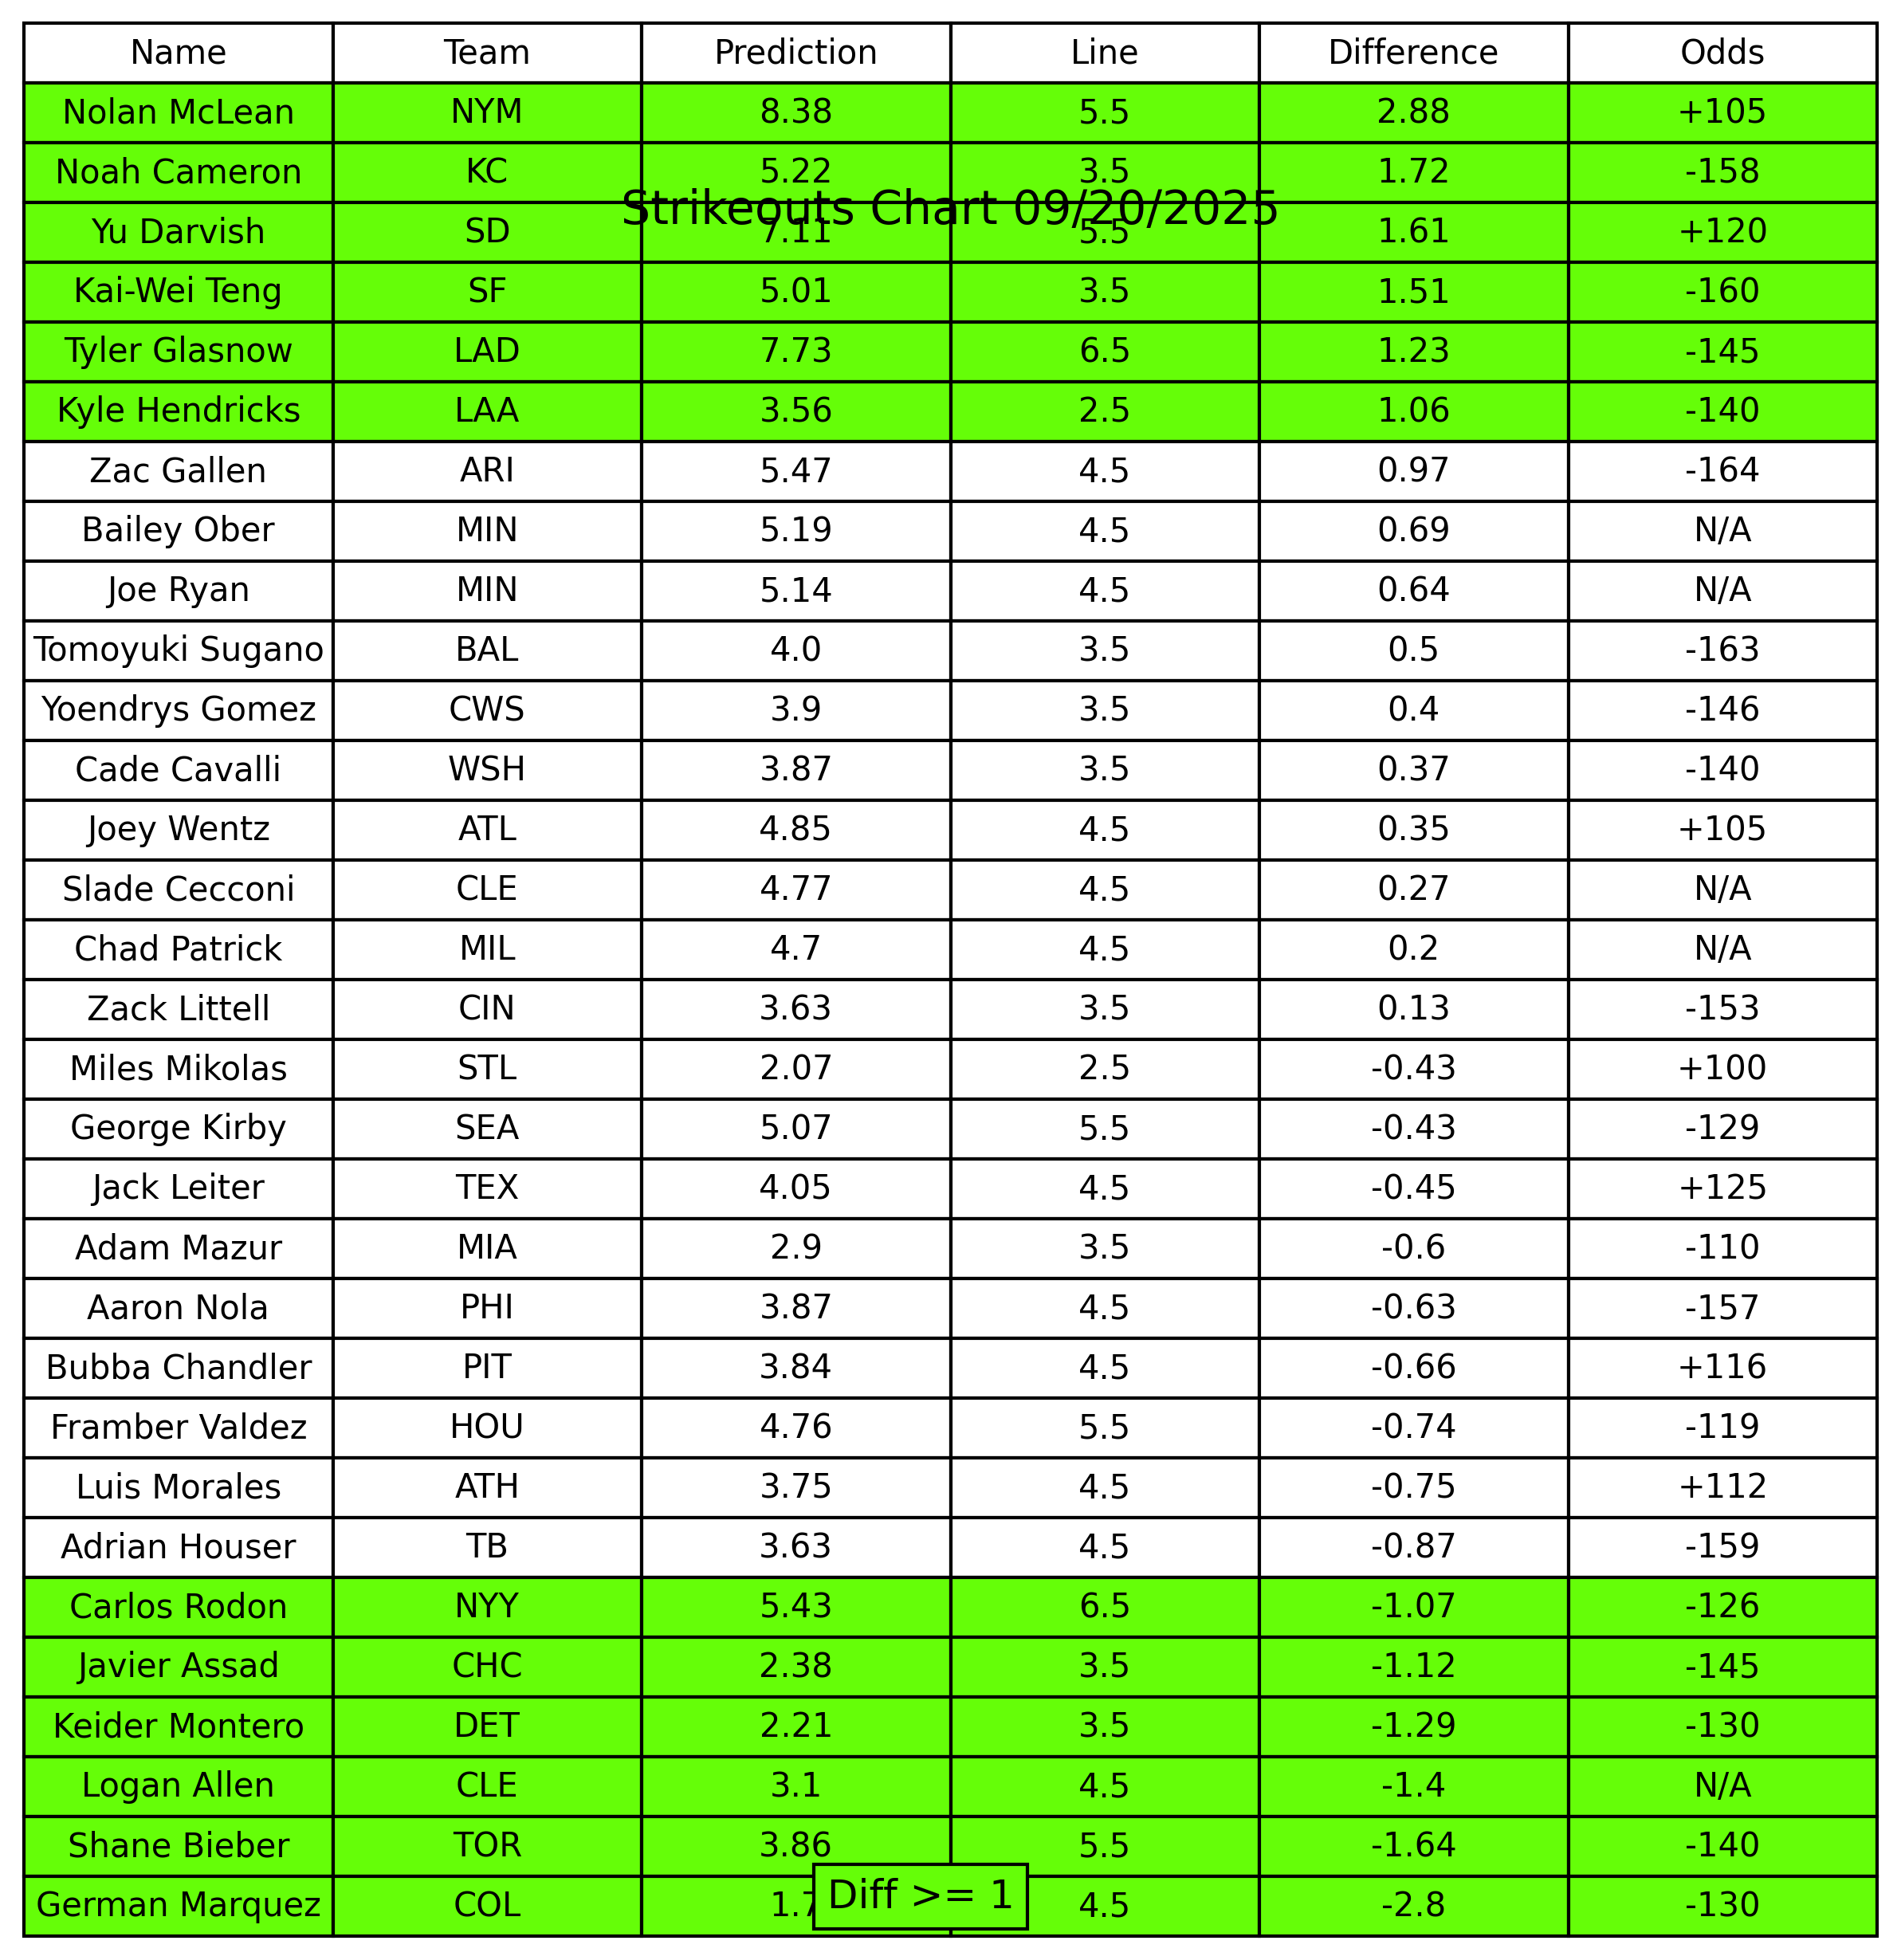 Name Team Prediction Line Difference Odds
Nolan McLean NYM 8.38 5.5 2.88 +105
Noah Cameron KC 5.22 3.5 1.72 -158
Strikeouts Chart 09/20/2025
Yu Darvish SD 7.11 5.5 1.61 +120
Kai-Wei Teng SF 5.01 3.5 1.51 -160
Tyler Glasnow LAD 7.73 6.5 1.23 -145
Kyle Hendricks LAA 3.56 2.5 1.06 -140
Zac Gallen ARI 5.47 4.5 0.97 -164
Bailey Ober MIN 5.19 4.5 0.69 N/A
Joe Ryan MIN 5.14 4.5 0.64 N/A
Tomoyuki Sugano BAL 4.0 3.5 0.5 -163
Yoendrys Gomez CWS 3.9 3.5 0.4 -146
Cade Cavalli WSH 3.87 3.5 0.37 -140
Joey Wentz ATL 4.85 4.5 0.35 +105
Slade Cecconi CLE 4.77 4.5 0.27 N/A
Chad Patrick MIL 4.7 4.5 0.2 N/A
Zack Littell CIN 3.63 3.5 0.13 -153
Miles Mikolas STL 2.07 2.5 -0.43 +100
George Kirby SEA 5.07 5.5 -0.43 -129
Jack Leiter TEX 4.05 4.5 -0.45 +125
Adam Mazur MIA 2.9 3.5 -0.6 -110
Aaron Nola PHI 3.87 4.5 -0.63 -157
Bubba Chandler PIT 3.84 4.5 -0.66 +116
Framber Valdez HOU 4.76 5.5 -0.74 -119
Luis Morales ATH 3.75 4.5 -0.75 +112
Adrian Houser TB 3.63 4.5 -0.87 -159
Carlos Rodon NYY 5.43 6.5 -1.07 -126
Javier Assad CHC 2.38 3.5 -1.12 -145
Keider Montero DET 2.21 3.5 -1.29 -130
Logan Allen CLE 3.1 4.5 -1.4 N/A
Shane Bieber TOR 3.86 5.5 -1.64 -140
German Marquez COL 4.5 -2.8 -130
Diff >= 1